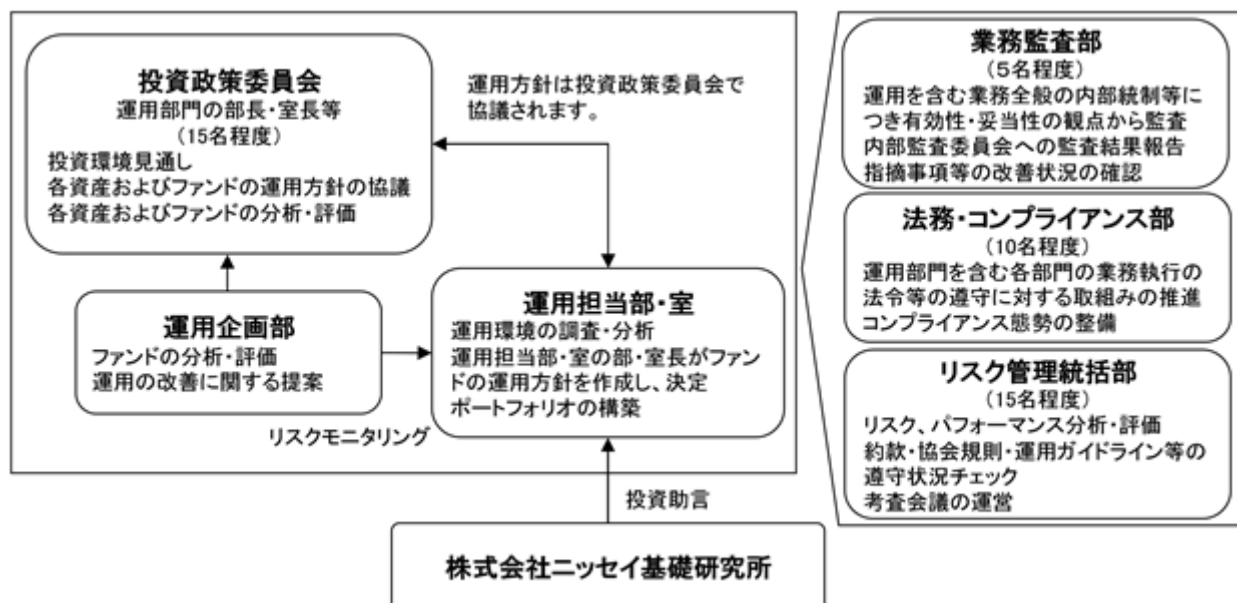 投資政策委員会
運用部門の部長・室長等
(15名程度)
投資環境見通し
各資産およびファンドの運用方針の協議
各資産およびファンドの分析・評価
運用方針は投資政策委員会で
協議されます。
運用企画部
ファンドの分析・評価
運用の改善に関する提案
運用担当部・室
運用環境の調査・分析
運用担当部・室の部・室長がファン
ドの運用方針を作成し、決定
ポートフォリオの構築
リスクモニタリング
投資助言
株式会社ニッセイ基礎研究所
業務監査部
(5名程度)
運用を含む業務全般の内部統制等に
つき有効性・妥当性の観点から監査
内部監査委員会への監査結果報告
指摘事項等の改善状況の確認
法務・コンプライアンス部
(10名程度)
運用部門を含む各部門の業務執行の
法令等の遵守に対する取組みの推進
コンプライアンス態勢の整備
リスク管理統括部
(15名程度)
リスク、パフォーマンス分析・評価
約款・協会規則・運用ガイドライン等の
遵守状況チェック
考査会議の運営